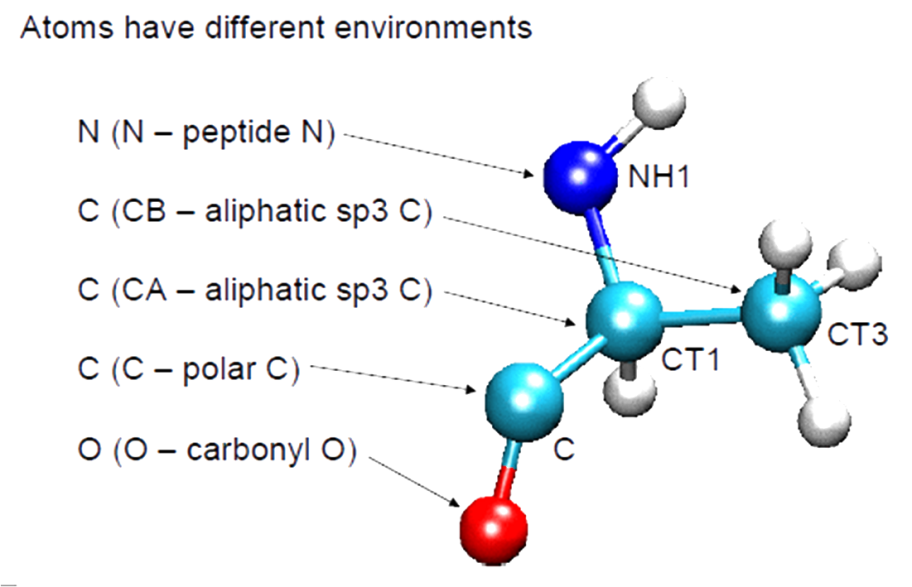 Atoms have different environments
N (N – peptide N)
NH1
C (CB – aliphatic sp3 C)
C (CA – aliphatic sp3 C)
CT3
CT1
C (C – polar C)
C
O (O – carbonyl O)